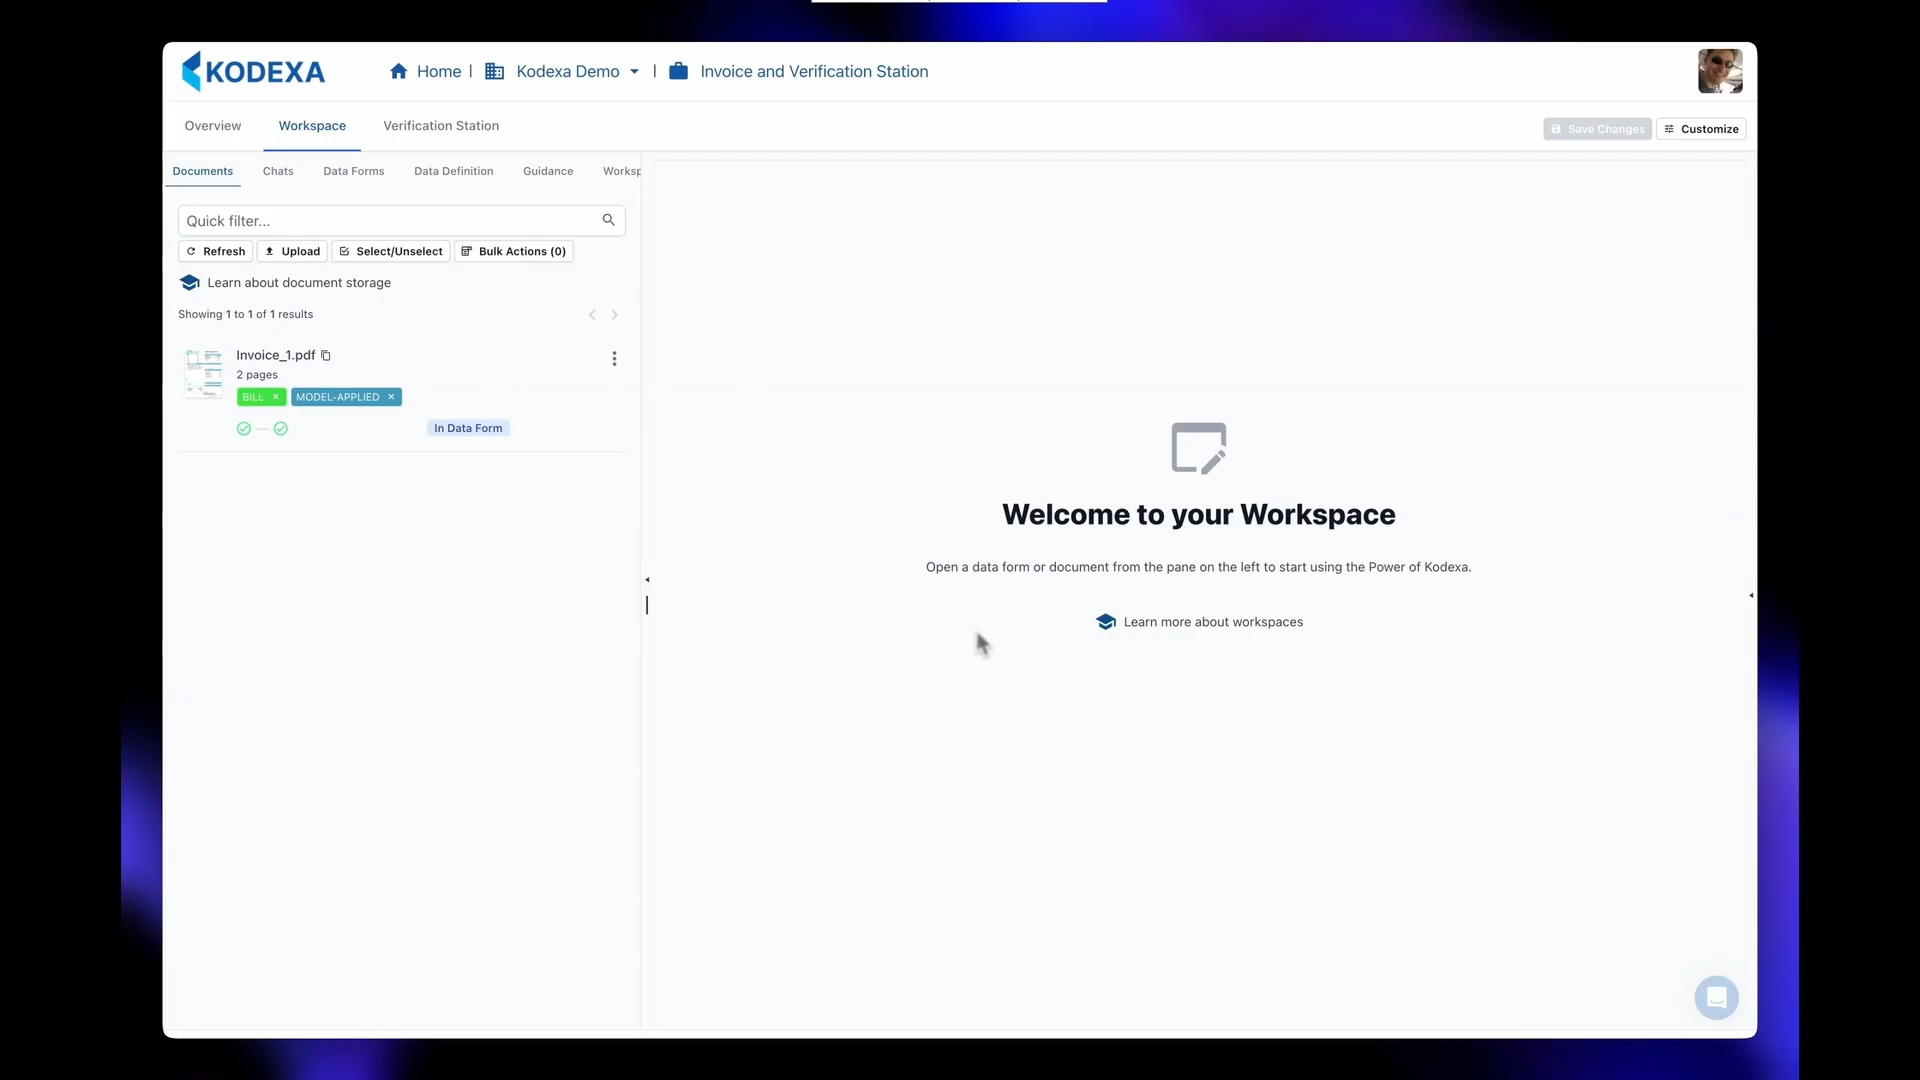 KODEXA
Home | Kodexa Demo | Invoice and Verification Station
Overview Workspace Verification Station
Save Changes Customize
Documents Chats Data Forms Data Definition Guidance Worksp
Quick filter...
Refresh Upload Select/Unselect Bulk Actions (0)
Learn about document storage
Showing 1 to 1 of 1 results
Invoice_1.pdf
2 pages
BILL × MODEL-APPLIED ×
In Data Form
Welcome to your Workspace
Open a data form or document from the pane on the left to start using the Power of Kodexa.
Learn more about workspaces